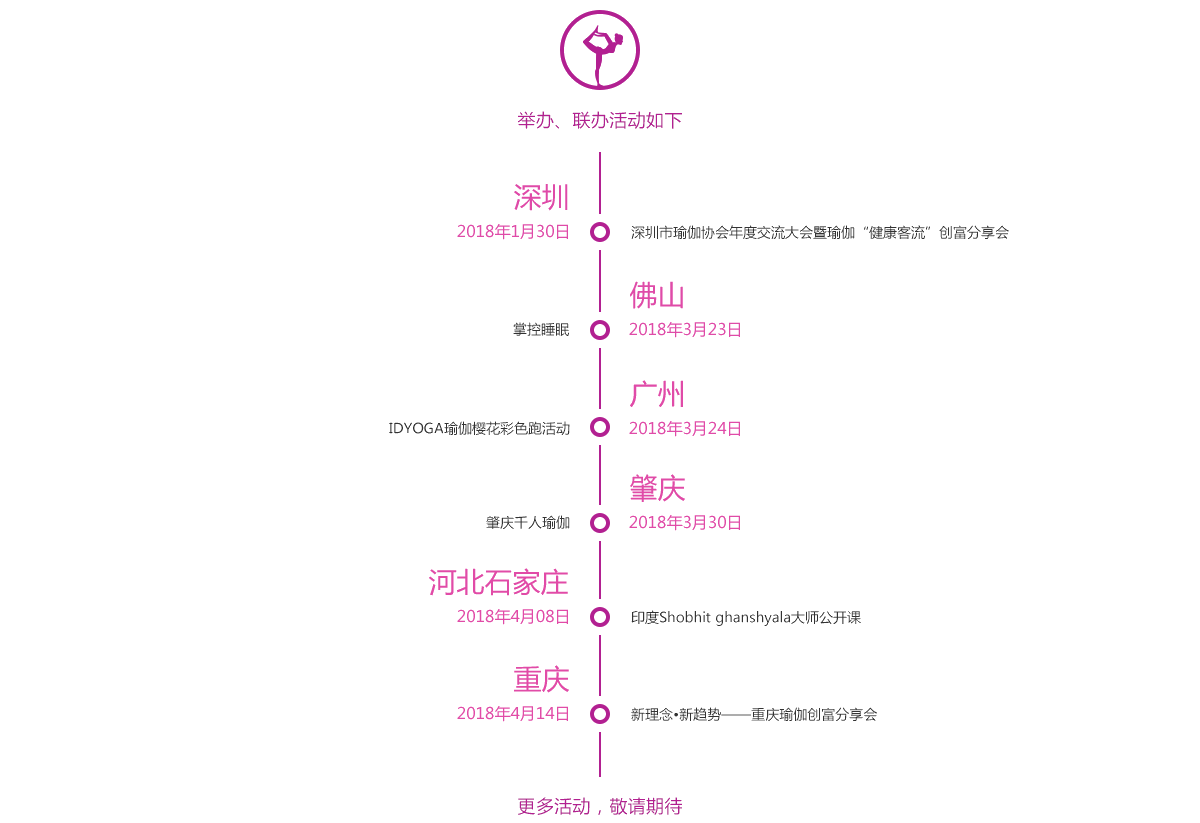 举办、联办活动如下
深圳
2018年1月30日
深圳市瑜伽协会年度交流大会暨瑜伽“健康客流”创富分享会
佛山
掌控睡眠
2018年3月23日
广州
IDYOGA瑜伽樱花彩色跑活动
2018年3月24日
肇庆
肇庆千人瑜伽
2018年3月30日
河北石家庄
2018年4月08日
印度Shobhit ghanshyala大师公开课
重庆
2018年4月14日
新理念•新趋势——重庆瑜伽创富分享会
更多活动，敬请期待